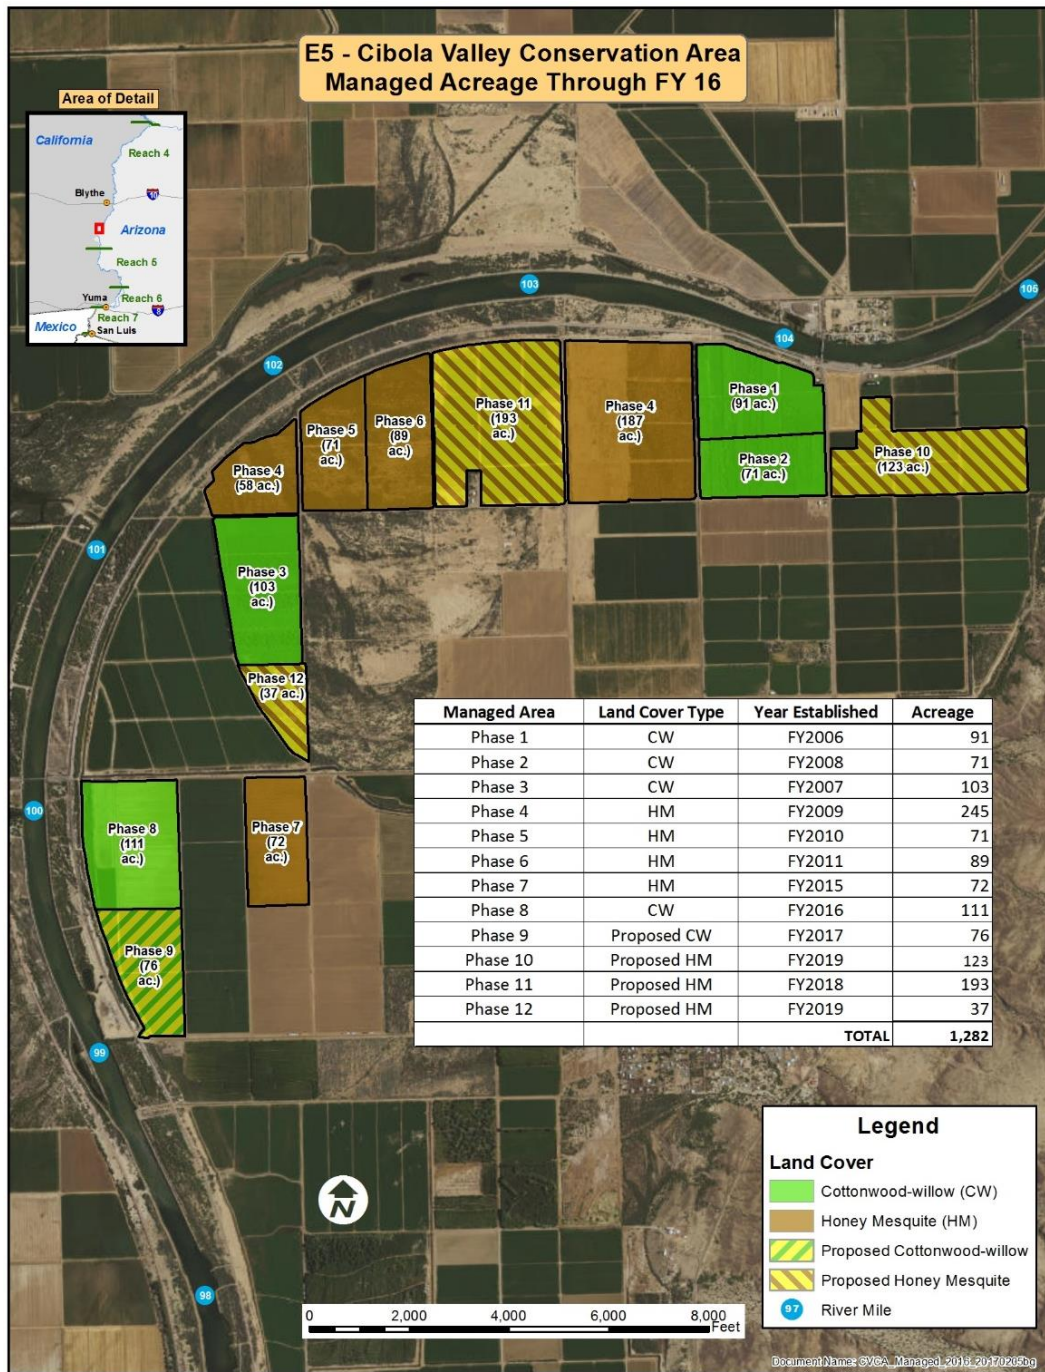 E5 - Cibola Valley Conservation Area
Managed Acreage Through FY 16
Area of Detail
California
Reach 4
Blythe
10
Arizona
Reach 5
Reach 6
Yuma
8
Reach 7
Mexico
San Luis
103
105
104
102
Phase 1
(91 ac.)
Phase 11
(193
ac.)
Phase 4
(187
ac.)
Phase 6
(89
ac.)
Phase 5
(71
ac.)
Phase 2
(71 ac.)
Phase 10
(123 ac.)
Phase 4
(58 ac.)
101
Phase 3
(103
ac.)
Phase 12
(37 ac.)
Managed Area Land Cover Type Year Established Acreage
Phase 1 CW FY2006 91
Phase 2 CW FY2008 71
Phase 3 CW FY2007 103
Phase 4 HM FY2009 245
Phase 5 HM FY2010 71
Phase 6 HM FY2011 89
Phase 7 HM FY2015 72
Phase 8 CW FY2016 111
Phase 9 Proposed CW FY2017 76
Phase 10 Proposed HM FY2019 123
Phase 11 Proposed HM FY2018 193
Phase 12 Proposed HM FY2019 37
TOTAL 1,282
100
Phase 8
(111
ac.)
Phase 7
(72
ac.)
Phase 9
(76
ac.)
99
98
N
Legend
Land Cover
Cottonwood-willow (CW)
Honey Mesquite (HM)
Proposed Cottonwood-willow
Proposed Honey Mesquite
97 River Mile
0 2,000 4,000 6,000 8,000
Feet
Document Name: CVCA_Managed_2016_20170205bg